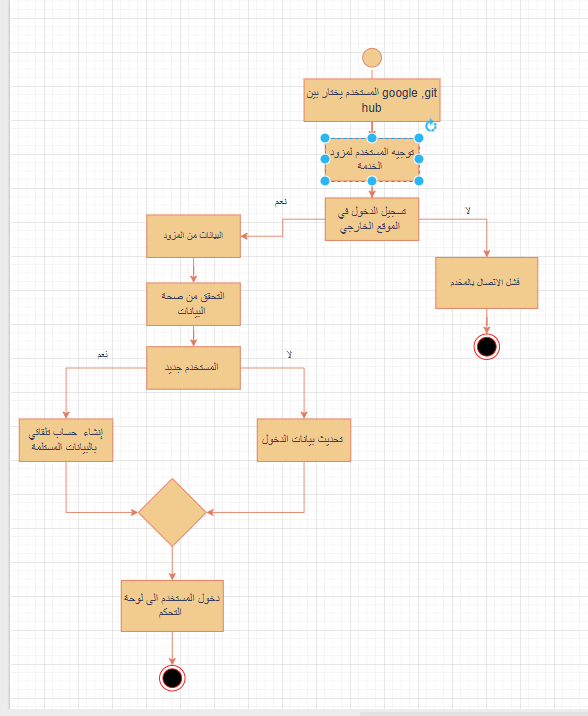 المستخدم يختار بين google ,git
hub
توجيه المستخدم لمزود
الخدمة
تسجيل الدخول في
الموقع الخارجي
نعم
لا
البيانات من المزود
فشل الاتصال بالمخدم
التحقق من صحة
البيانات
المستخدم جديد
نعم
لا
إنشاء حساب تلقائي
بالبيانات المستلمة
تحديث بيانات الدخول
دخول المستخدم الى لوحة
التحكم